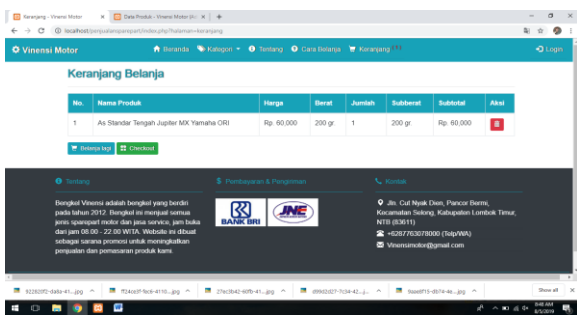 Keranjang - Vinensi Motor
Data Produk - Vinensi Motor
localhost/penjualansparepart/index.php?halaman=keranjang
Vinensi Motor
Beranda
Kategori
Tentang
Cara Belanja
Keranjang
Login
Keranjang Belanja
No. Nama Produk Harga Berat Jumlah Subberat Subtotal Aksi
1 As Standar Tengah Jupiter MX Yamaha ORI Rp. 60,000 200 gr. 1 200 gr. Rp. 60,000
Belanja lagi
Checkout
Tentang
Bengkel Vinensi adalah bengkel yang berdiri
pada tahun 2012. Bengkel ini menjual semua
jenis sparepart motor dan jasa service, jam buka
dari jam 08.00 - 22.00 WITA. Website ini dibuat
sebagai sarana promosi untuk meningkatkan
penjualan dan pemasaran produk kami.
Pembayaran & Pengiriman
BANK BRI
JNE
Kontak
Jln. Cut Nyak Dien, Pancor Bermi,
Kecamatan Selong, Kabupaten Lombok Timur,
NTB (83611)
+6287763078000 (Telp/WA)
Vinensimotor@gmail.com
Show all
8:48 AM
8/5/2019